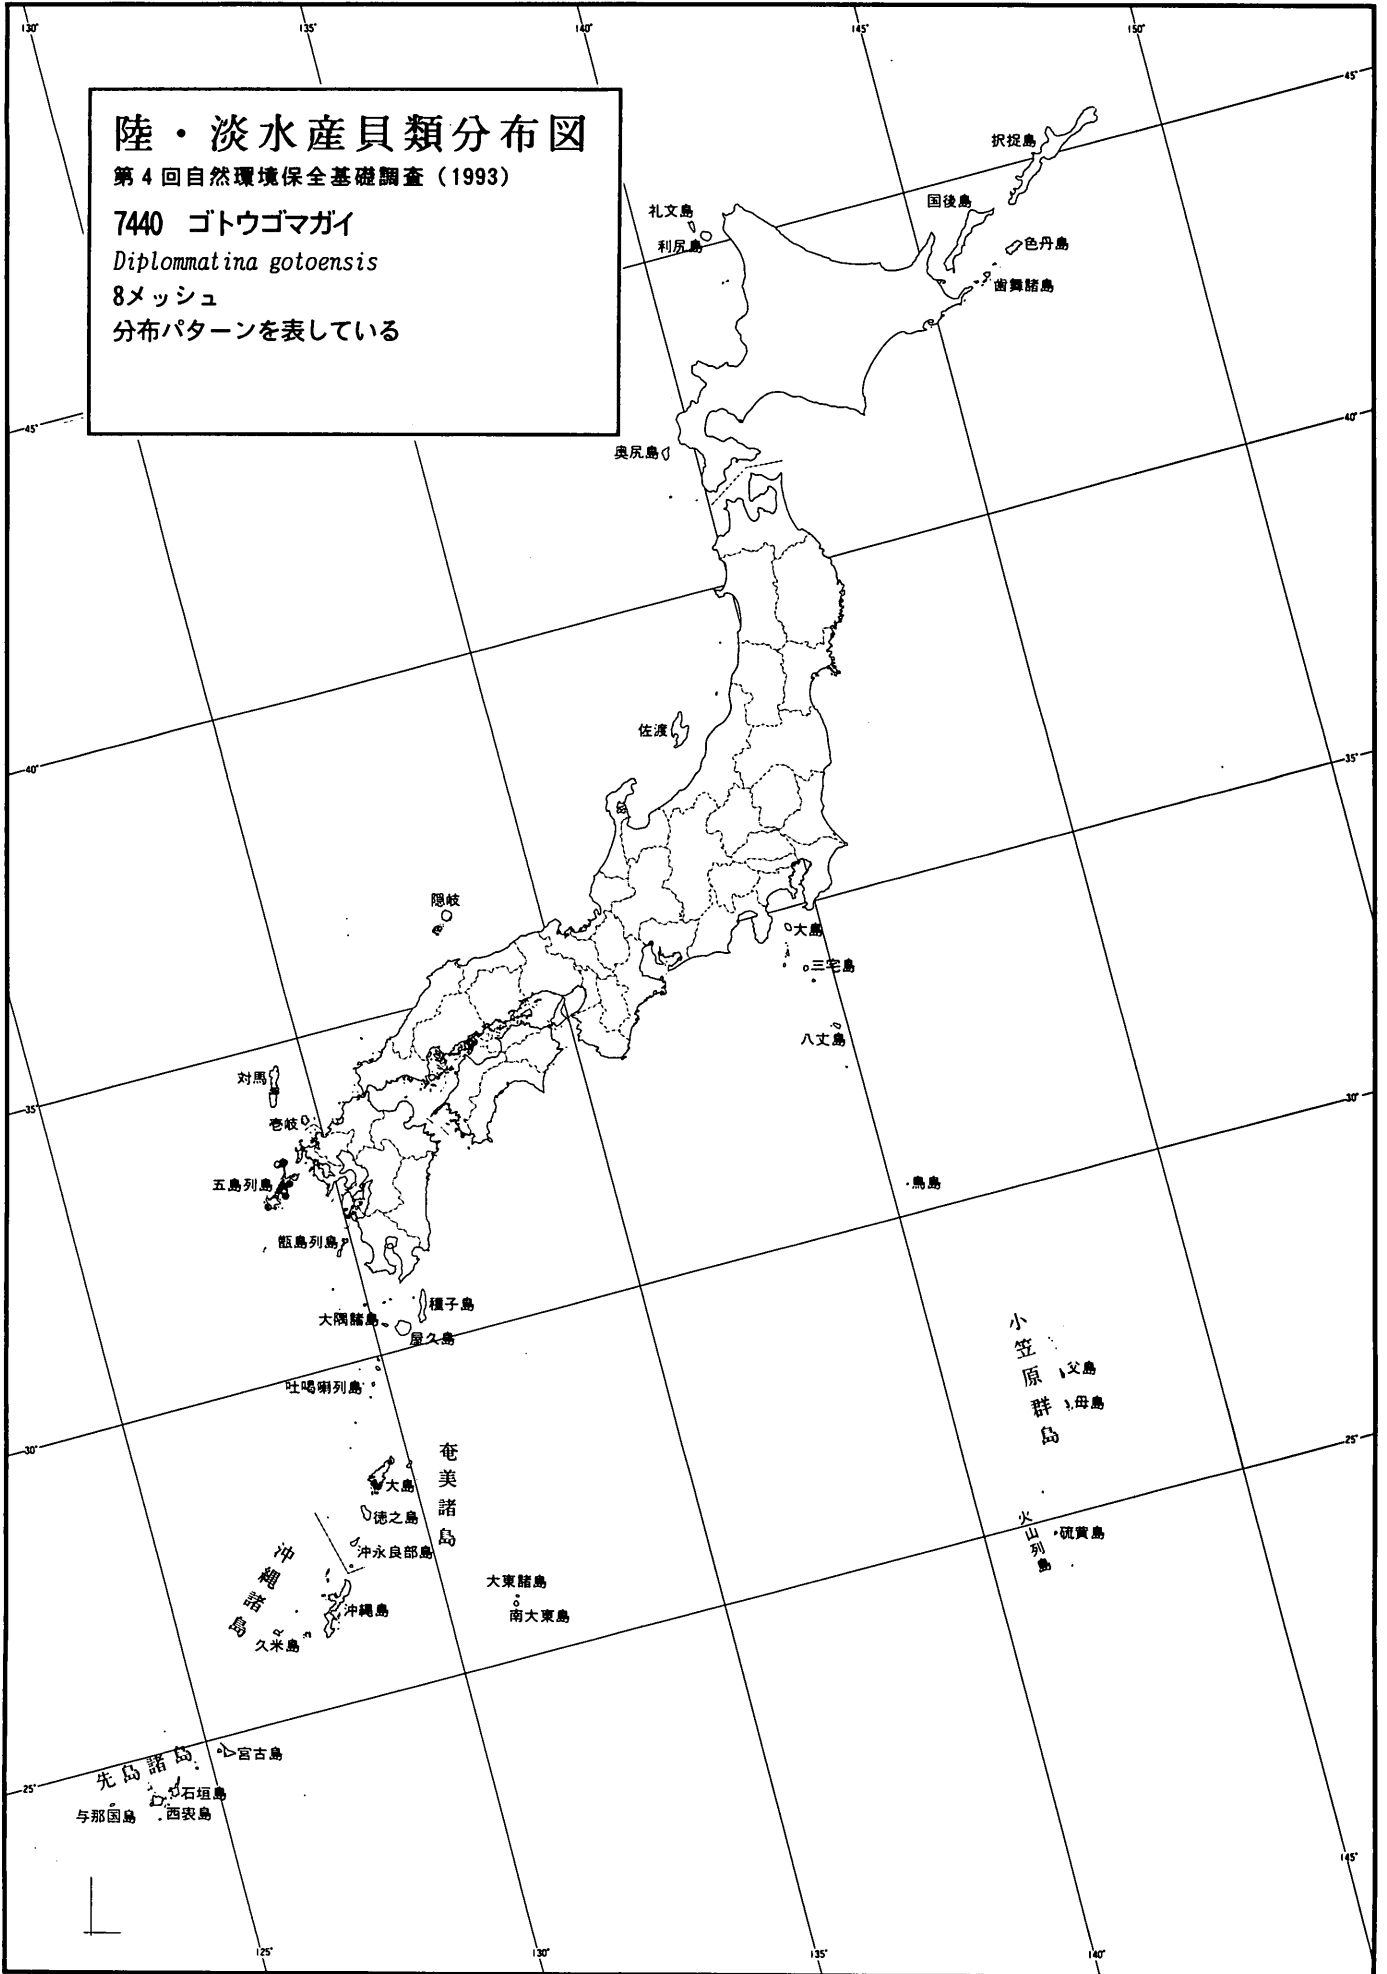 130°
135°
140°
145°
150°
陸・淡水産貝類分布図
第4回自然環境保全基礎調査（1993）
7440 ゴトウゴマガイ
Diplommatina gotoensis
8メッシュ
分布パターンを表している
45°
択捉島
国後島
礼文島
利尻島
色丹島
歯舞諸島
45°
40°
奥尻島
佐渡
40°
35°
隠岐
大島
三宅島
八丈島
対馬
35°
壱岐
30°
五島列島
鳥島
甑島列島
種子島
大隅諸島
屋久島
吐噶喇列島
小笠原群島
父島
母島
30°
25°
奄美諸島
大島
徳之島
沖永良部島
火山列島
硫黄島
沖縄諸島
大東諸島
沖縄島
南大東島
久米島
先島諸島
宮古島
25°
石垣島
与那国島
西表島
145°
125°
130°
135°
140°